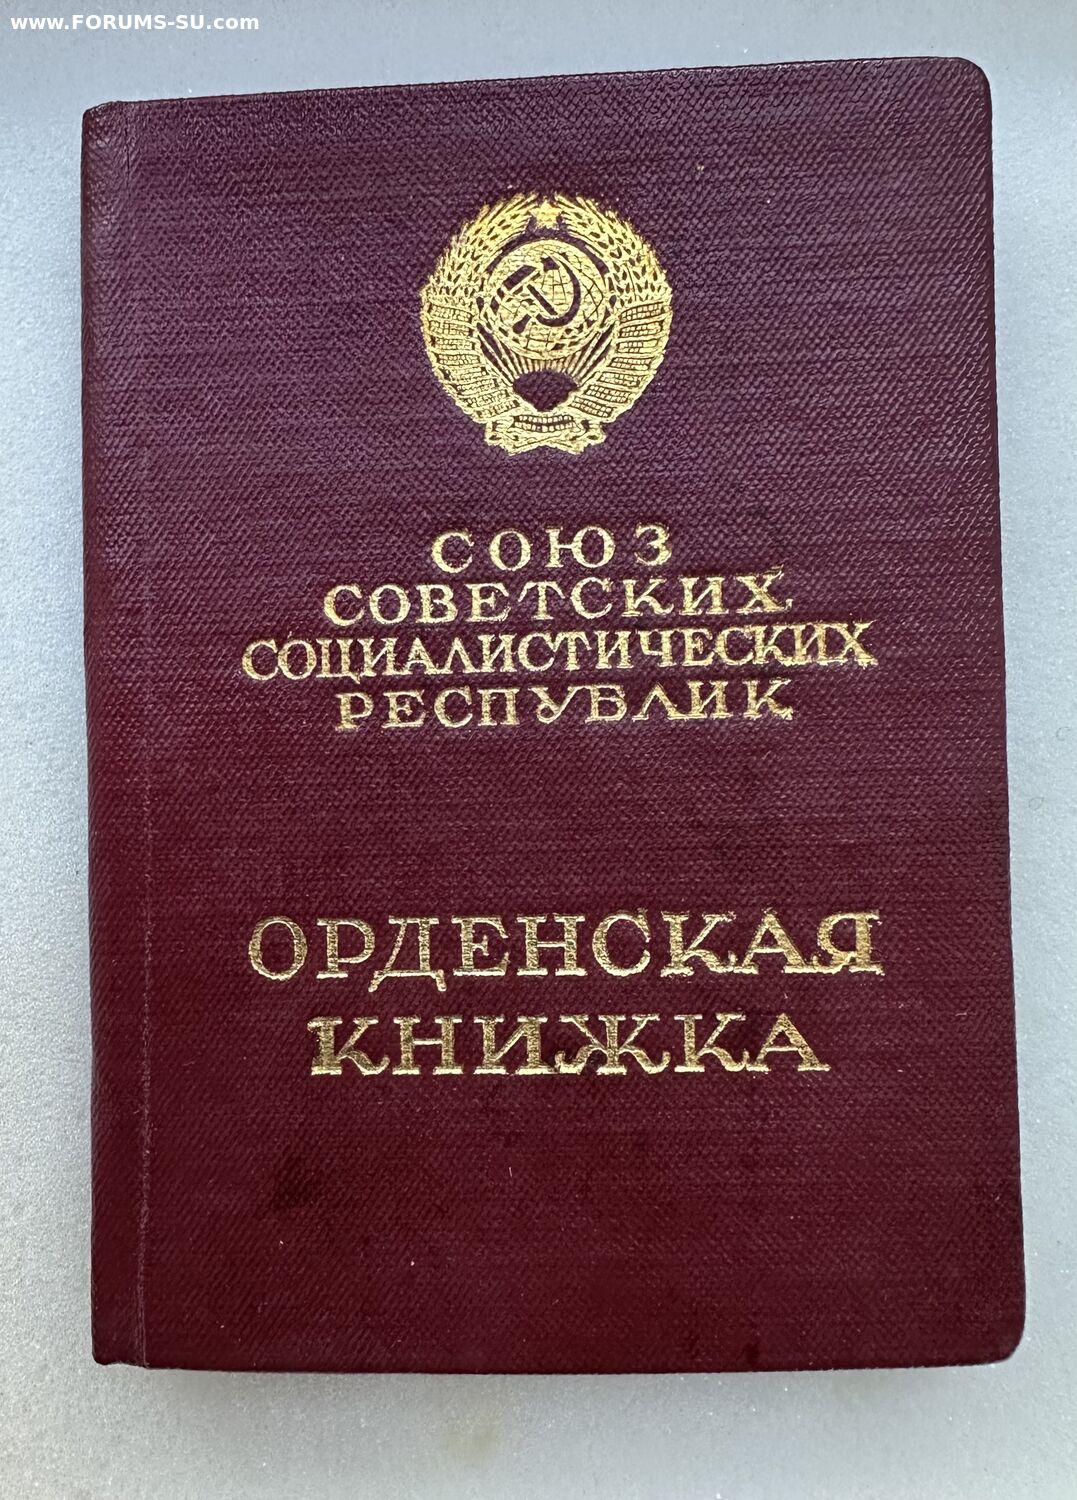 www.FORUMS-SU.com
СОЮЗ
СОВЕТСКИХ
СОЦИАЛИСТИЧЕСКИХ
РЕСПУБЛИК
ОРДЕНСКАЯ
КНИЖКА